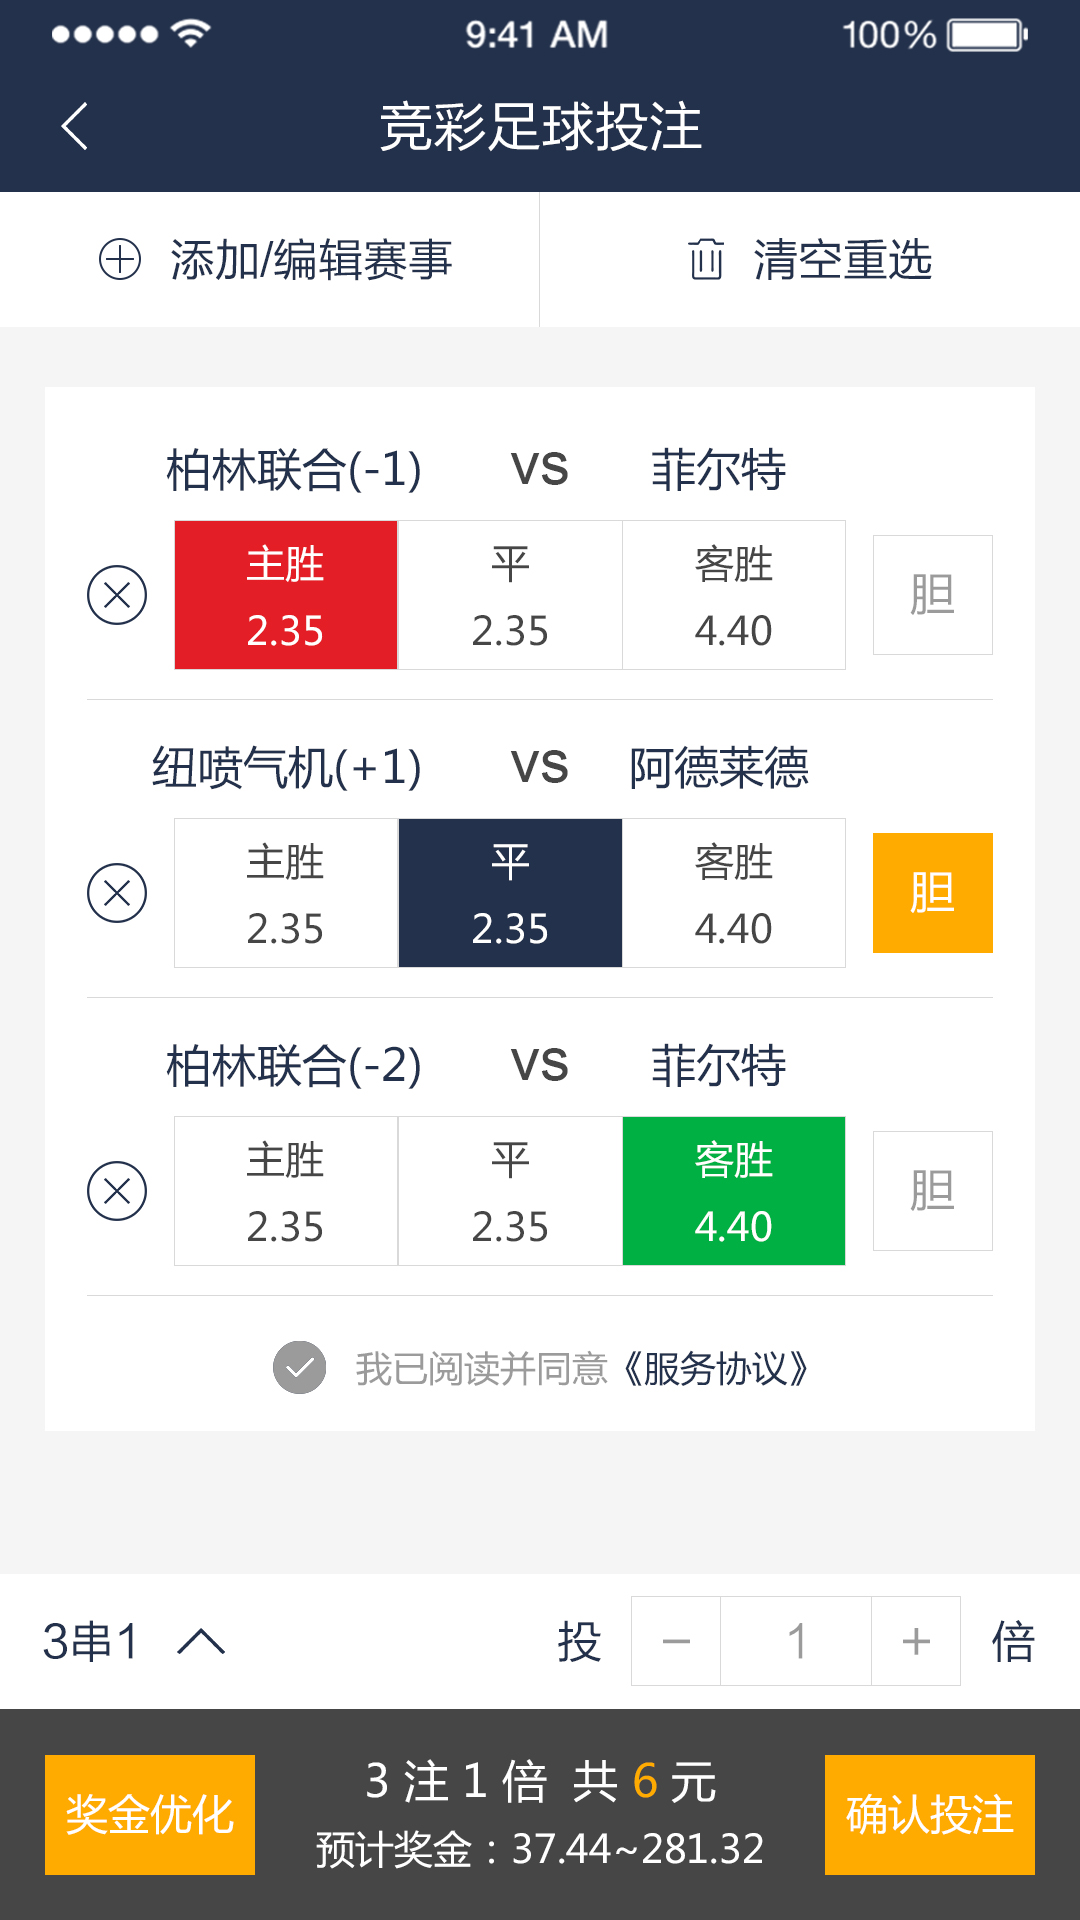 9:41 AM 100%
竞彩足球投注
添加/编辑赛事 清空重选
柏林联合(-1) VS 菲尔特
主胜 平 客胜
胆
2.35 2.35 4.40
纽喷气机(+1) VS 阿德莱德
主胜 平 客胜
胆
2.35 2.35 4.40
柏林联合(-2) VS 菲尔特
主胜 平 客胜
胆
2.35 2.35 4.40
我已阅读并同意《服务协议》
3串1 投 − 1 + 倍
3 注 1 倍 共 6 元
奖金优化 确认投注
预计奖金：37.44~281.32